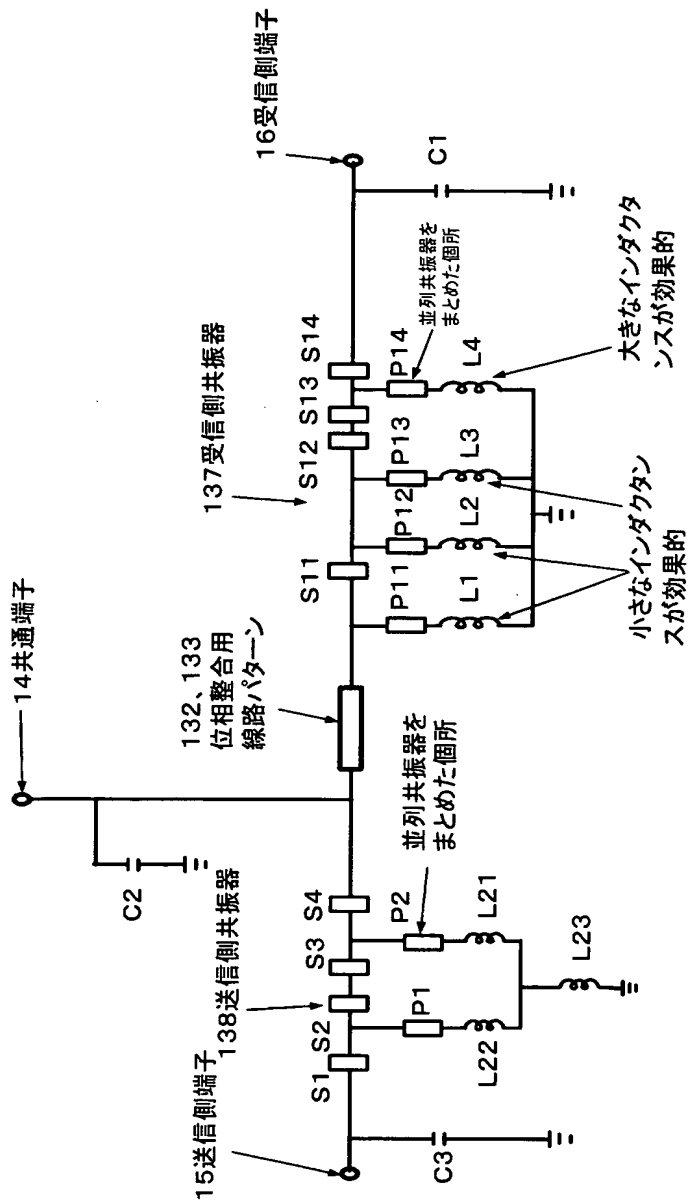 14共通端子
C2
132、133
位相整合用
線路パターン
137受信側共振器
16受信側端子
15送信側端子
138送信側共振器
S1
S2
S3
S4
S11
S12
S13
S14
C3
P1
P2
並列共振器を
まとめた個所
L22
L21
L23
P11
P12
P13
P14
並列共振器を
まとめた個所
L1
L2
L3
L4
C1
小さなインダクタン
スが効果的
大きなインダクタ
ンスが効果的